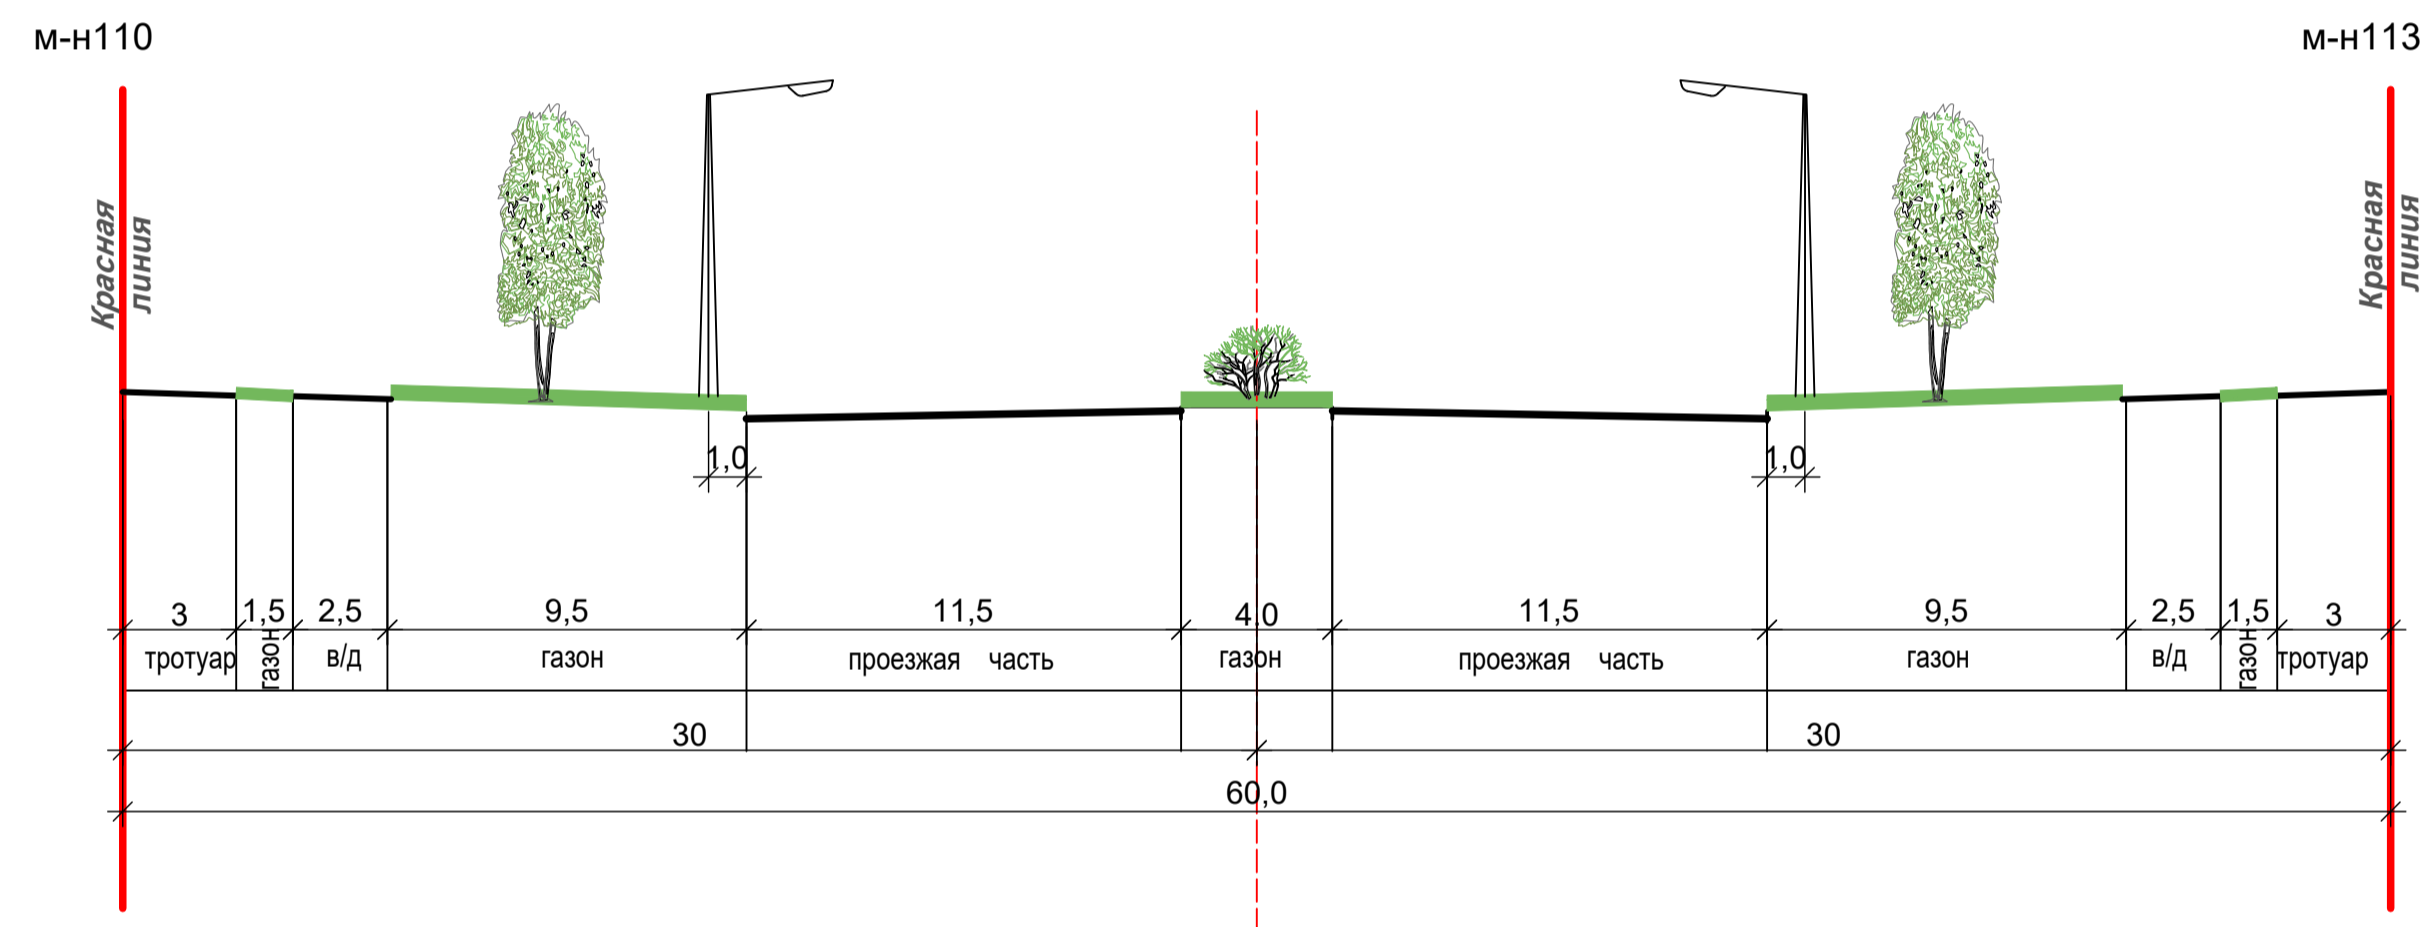 м-н110
м-н113
Красная
линия
Красная
линия
1,0
1,0
3
1,5
2,5
9,5
11,5
4,0
11,5
9,5
2,5
1,5
3
тротуар
газон
в/д
газон
проезжая часть
газон
проезжая часть
газон
в/д
газон
тротуар
30
30
60,0